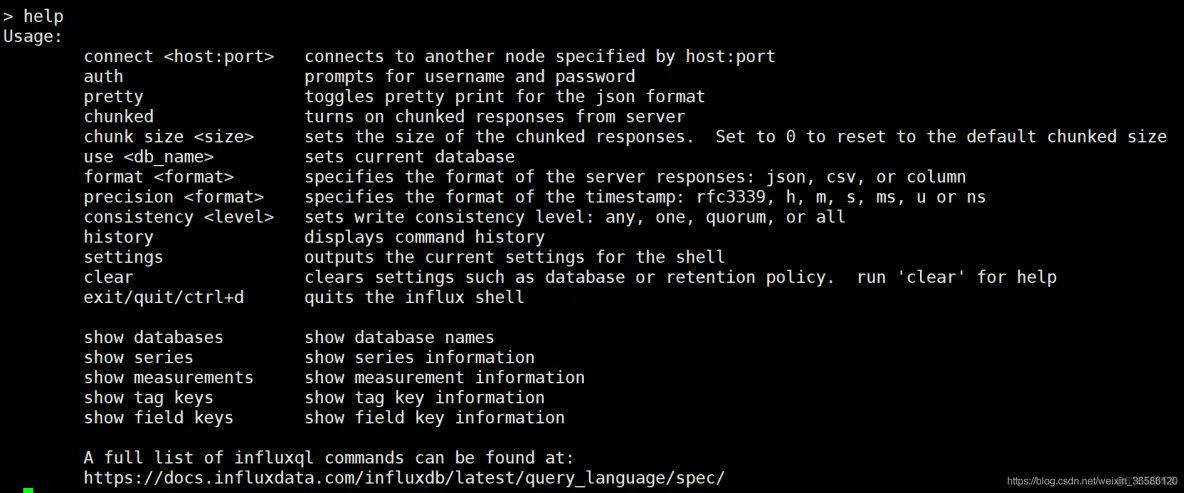 > help
Usage:
        connect <host:port>   connects to another node specified by host:port
        auth                  prompts for username and password
        pretty                toggles pretty print for the json format
        chunked               turns on chunked responses from server
        chunk size <size>     sets the size of the chunked responses.  Set to 0 to reset to the default chunked size
        use <db_name>         sets current database
        format <format>       specifies the format of the server responses: json, csv, or column
        precision <format>    specifies the format of the timestamp: rfc3339, h, m, s, ms, u or ns
        consistency <level>   sets write consistency level: any, one, quorum, or all
        history               displays command history
        settings              outputs the current settings for the shell
        clear                 clears settings such as database or retention policy.  run 'clear' for help
        exit/quit/ctrl+d      quits the influx shell

        show databases        show database names
        show series           show series information
        show measurements     show measurement information
        show tag keys         show tag key information
        show field keys       show field key information

        A full list of influxql commands can be found at:
        https://docs.influxdata.com/influxdb/latest/query_language/spec/
https://blog.csdn.net/weixin_36586120